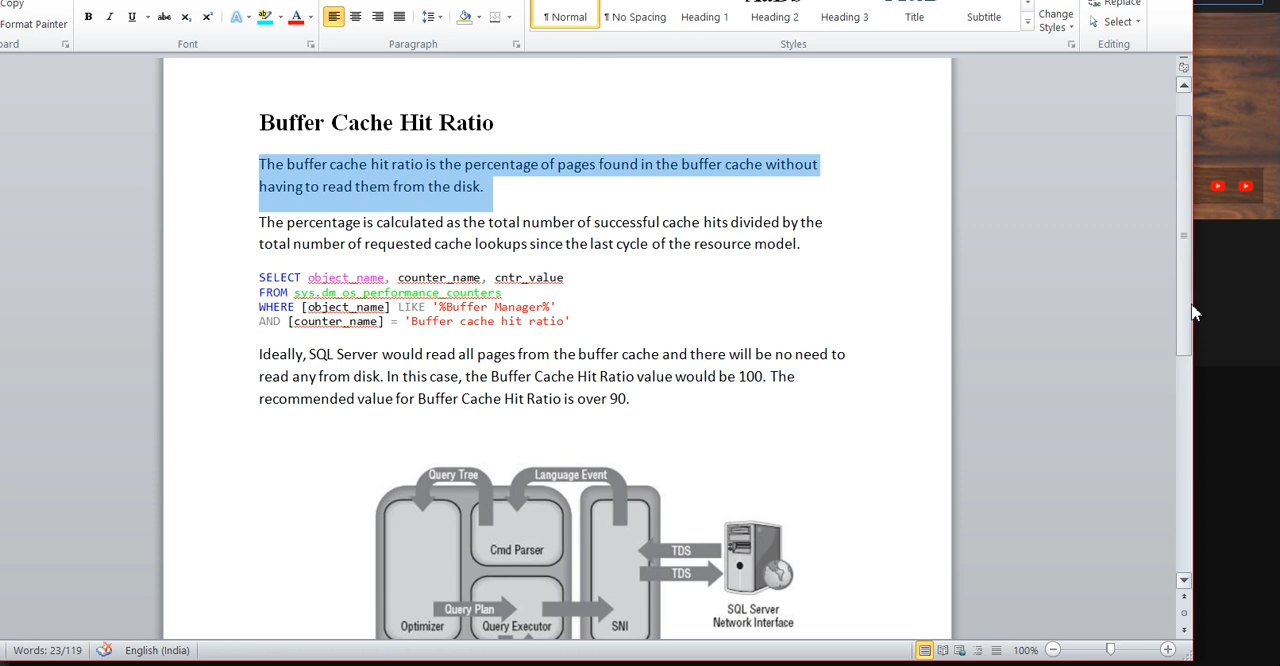 Copy
Format Painter
B I U abc x₂ x² A ab A
Font
Paragraph
¶ Normal ¶ No Spacing Heading 1 Heading 2 Heading 3 Title Subtitle
Styles
Change
Styles
Replace
Select
Editing
Buffer Cache Hit Ratio
The buffer cache hit ratio is the percentage of pages found in the buffer cache without
having to read them from the disk.
The percentage is calculated as the total number of successful cache hits divided by the
total number of requested cache lookups since the last cycle of the resource model.
SELECT object_name, counter_name, cntr_value
FROM sys.dm_os_performance_counters
WHERE [object_name] LIKE '%Buffer Manager%'
AND [counter_name] = 'Buffer cache hit ratio'
Ideally, SQL Server would read all pages from the buffer cache and there will be no need to
read any from disk. In this case, the Buffer Cache Hit Ratio value would be 100. The
recommended value for Buffer Cache Hit Ratio is over 90.
Query Tree
Language Event
Cmd Parser
TDS
TDS
Query Plan
Optimizer
Query Executor
SNI
SQL Server
Network Interface
Words: 23/119
English (India)
100%